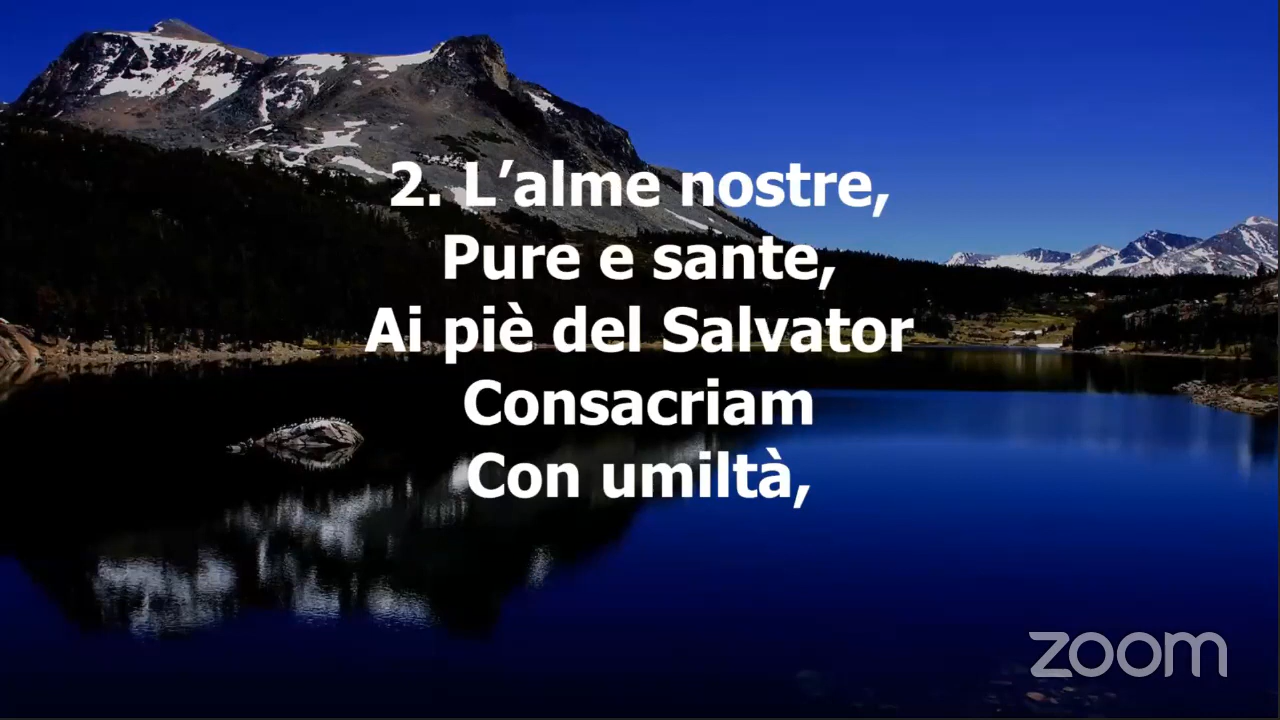 2. L’alme nostre,
Pure e sante,
Ai piè del Salvator
Consacriam
Con umiltà,
zoom